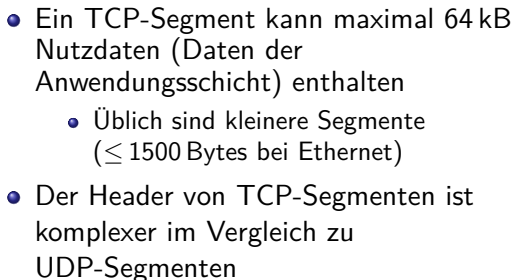 Ein TCP-Segment kann maximal 64 kB
Nutzdaten (Daten der
Anwendungsschicht) enthalten
Üblich sind kleinere Segmente
(≤ 1500 Bytes bei Ethernet)
Der Header von TCP-Segmenten ist
komplexer im Vergleich zu
UDP-Segmenten